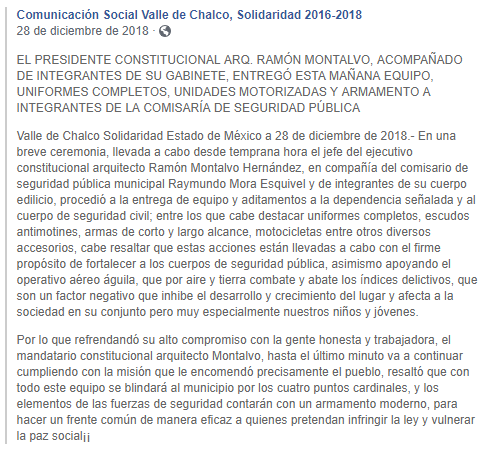 Comunicación Social Valle de Chalco, Solidaridad 2016-2018
28 de diciembre de 2018 ·
EL PRESIDENTE CONSTITUCIONAL ARQ. RAMÓN MONTALVO, ACOMPAÑADO
DE INTEGRANTES DE SU GABINETE, ENTREGÓ ESTA MAÑANA EQUIPO,
UNIFORMES COMPLETOS, UNIDADES MOTORIZADAS Y ARMAMENTO A
INTEGRANTES DE LA COMISARÍA DE SEGURIDAD PÚBLICA
Valle de Chalco Solidaridad Estado de México a 28 de diciembre de 2018.- En una
breve ceremonia, llevada a cabo desde temprana hora el jefe del ejecutivo
constitucional arquitecto Ramón Montalvo Hernández, en compañía del comisario de
seguridad pública municipal Raymundo Mora Esquivel y de integrantes de su cuerpo
edilicio, procedió a la entrega de equipo y aditamentos a la dependencia señalada y al
cuerpo de seguridad civil; entre los que cabe destacar uniformes completos, escudos
antimotines, armas de corto y largo alcance, motocicletas entre otros diversos
accesorios, cabe resaltar que estas acciones están llevadas a cabo con el firme
propósito de fortalecer a los cuerpos de seguridad pública, asimismo apoyando el
operativo aéreo águila, que por aire y tierra combate y abate los índices delictivos, que
son un factor negativo que inhibe el desarrollo y crecimiento del lugar y afecta a la
sociedad en su conjunto pero muy especialmente nuestros niños y jóvenes.
Por lo que refrendando su alto compromiso con la gente honesta y trabajadora, el
mandatario constitucional arquitecto Montalvo, hasta el último minuto va a continuar
cumpliendo con la misión que le encomendó precisamente el pueblo, resaltó que con
todo este equipo se blindará al municipio por los cuatro puntos cardinales, y los
elementos de las fuerzas de seguridad contarán con un armamento moderno, para
hacer un frente común de manera eficaz a quienes pretendan infringir la ley y vulnerar
la paz social¡¡